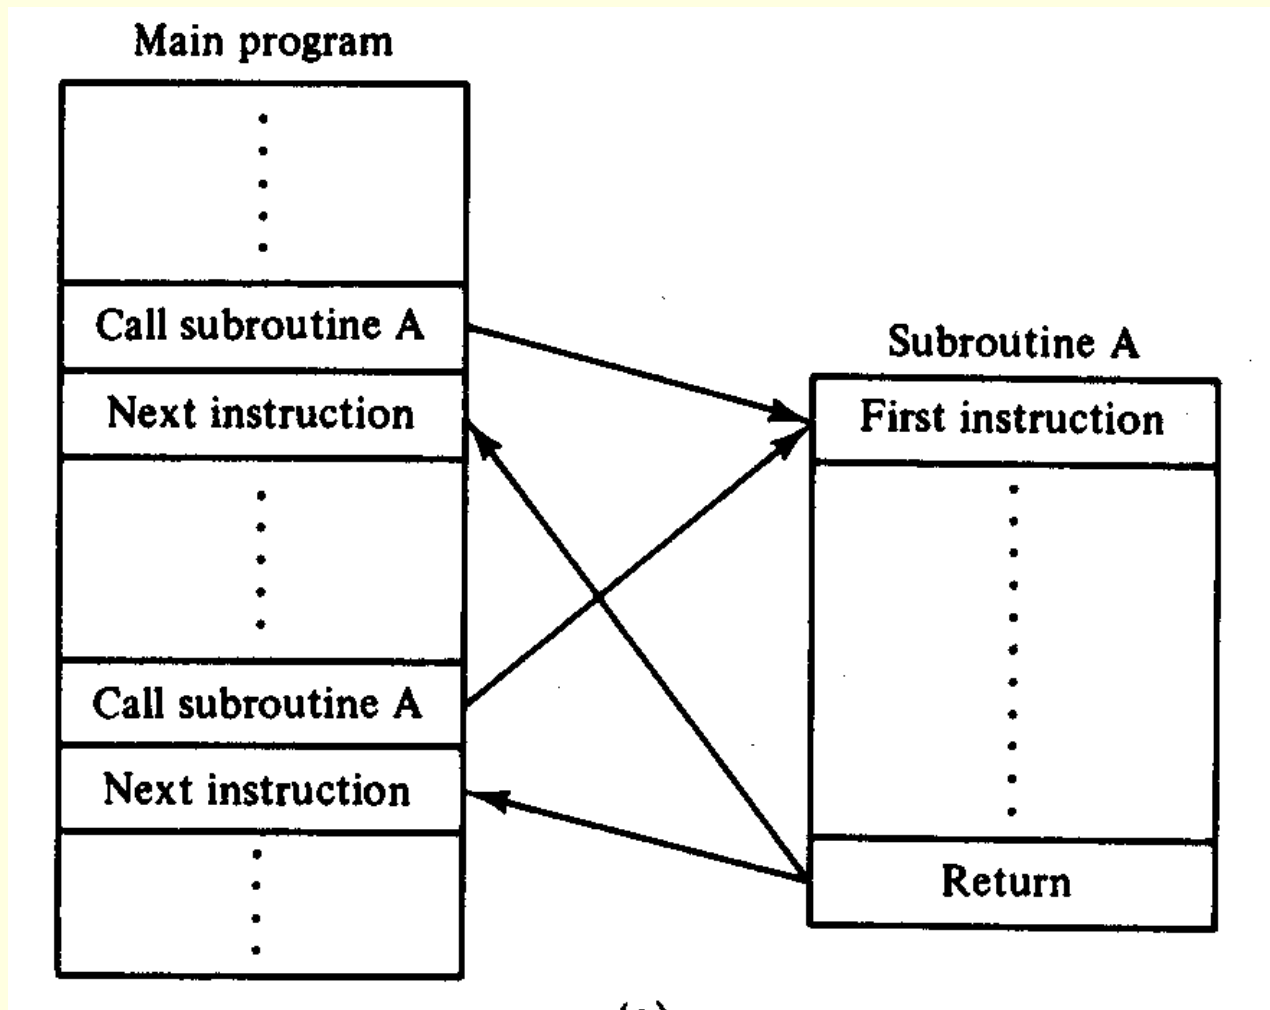 Main program
Call subroutine A
Next instruction
Call subroutine A
Next instruction
Subroutine A
First instruction
Return